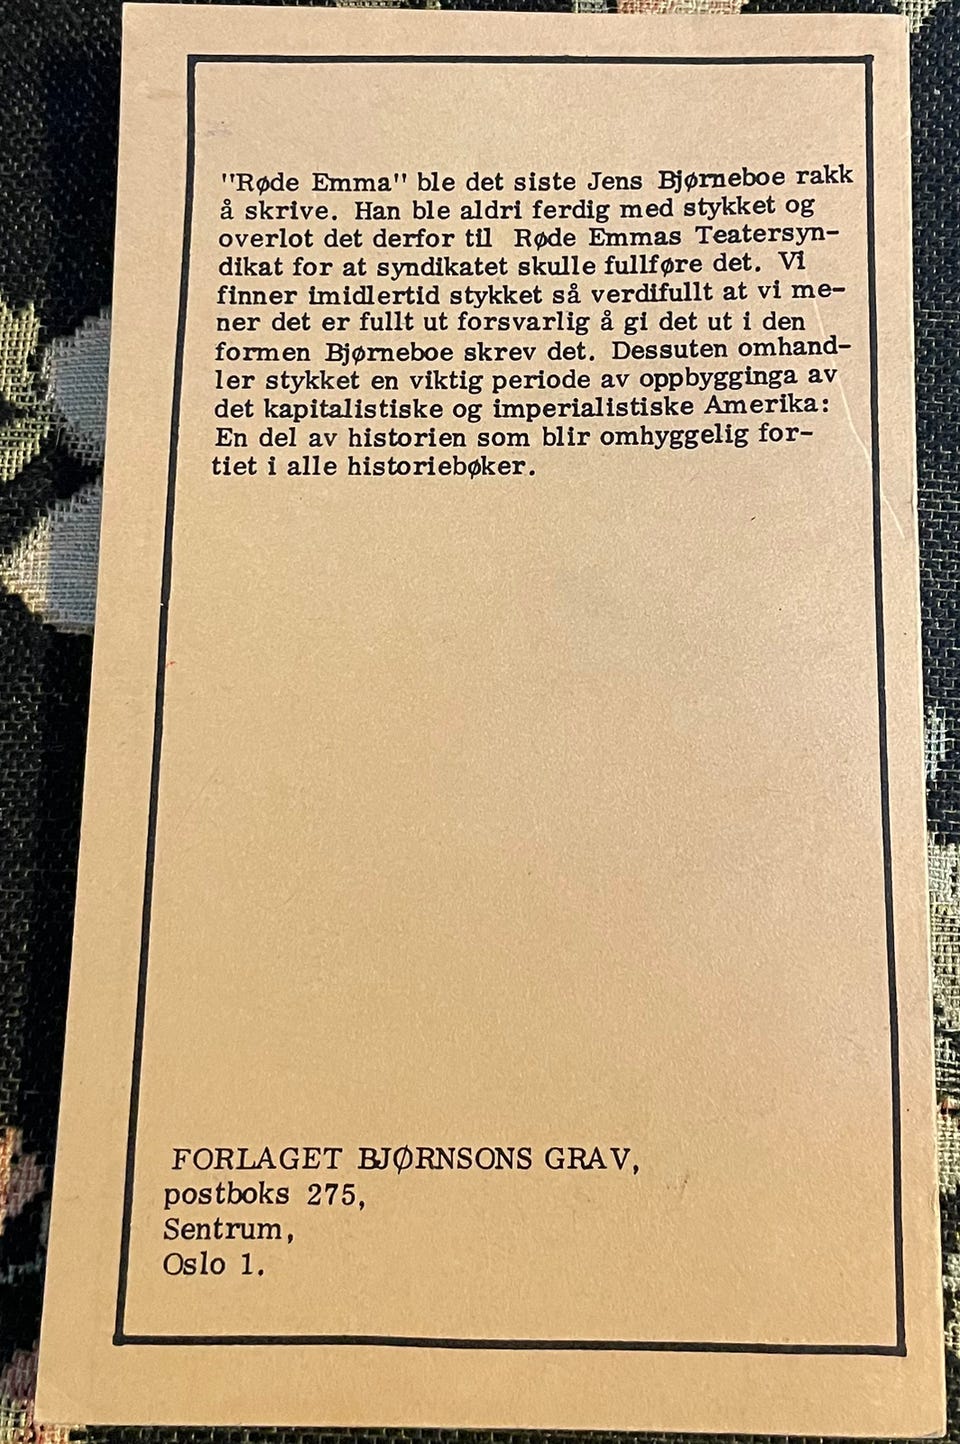 "Røde Emma" ble det siste Jens Bjørneboe rakk
å skrive. Han ble aldri ferdig med stykket og
overlot det derfor til Røde Emmas Teatersyn-
dikat for at syndikatet skulle fullføre det. Vi
finner imidlertid stykket så verdifullt at vi me-
ner det er fullt ut forsvarlig å gi det ut i den
formen Bjørneboe skrev det. Dessuten omhand-
ler stykket en viktig periode av oppbygginga av
det kapitalistiske og imperialistiske Amerika:
En del av historien som blir omhyggelig for-
tiet i alle historiebøker.
FORLAGET BJØRNSONS GRAV,
postboks 275,
Sentrum,
Oslo 1.